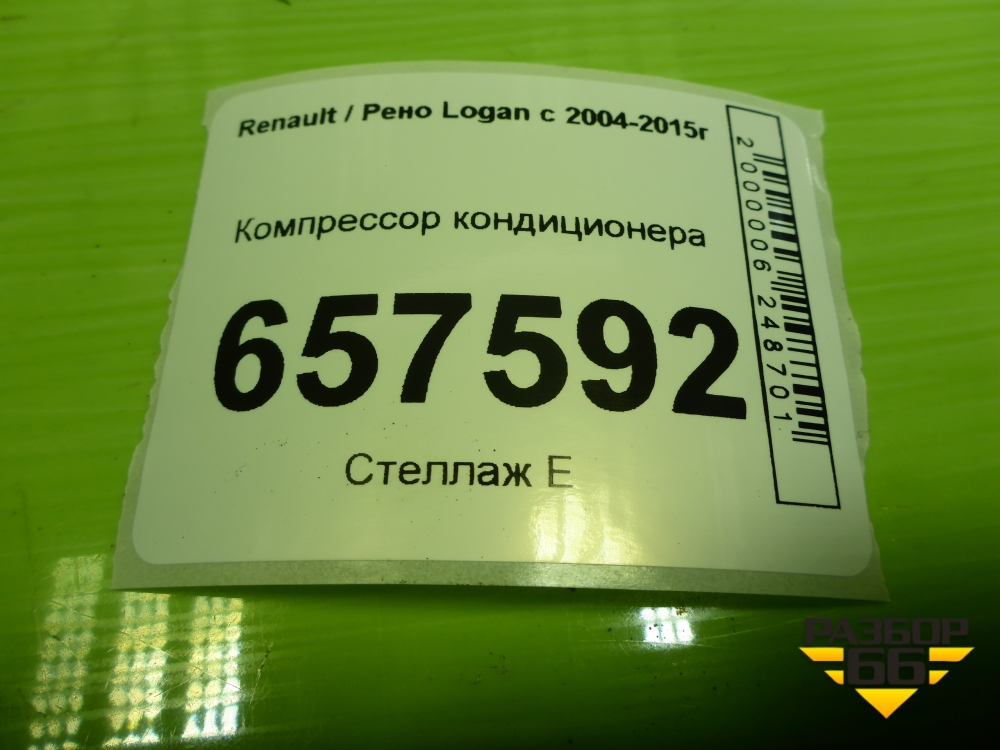 Renault / Рено Logan с 2004-2015г
Компрессор кондиционера
657592
Стеллаж Е
2000006248701
РАЗБОР
66